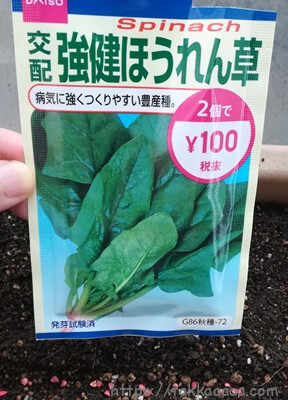 DAISO
Spinach
交配
強健ほうれん草
病気に強くつくりやすい豊産種。
2個で
¥100
税抜
発芽試験済
G86秋種-72